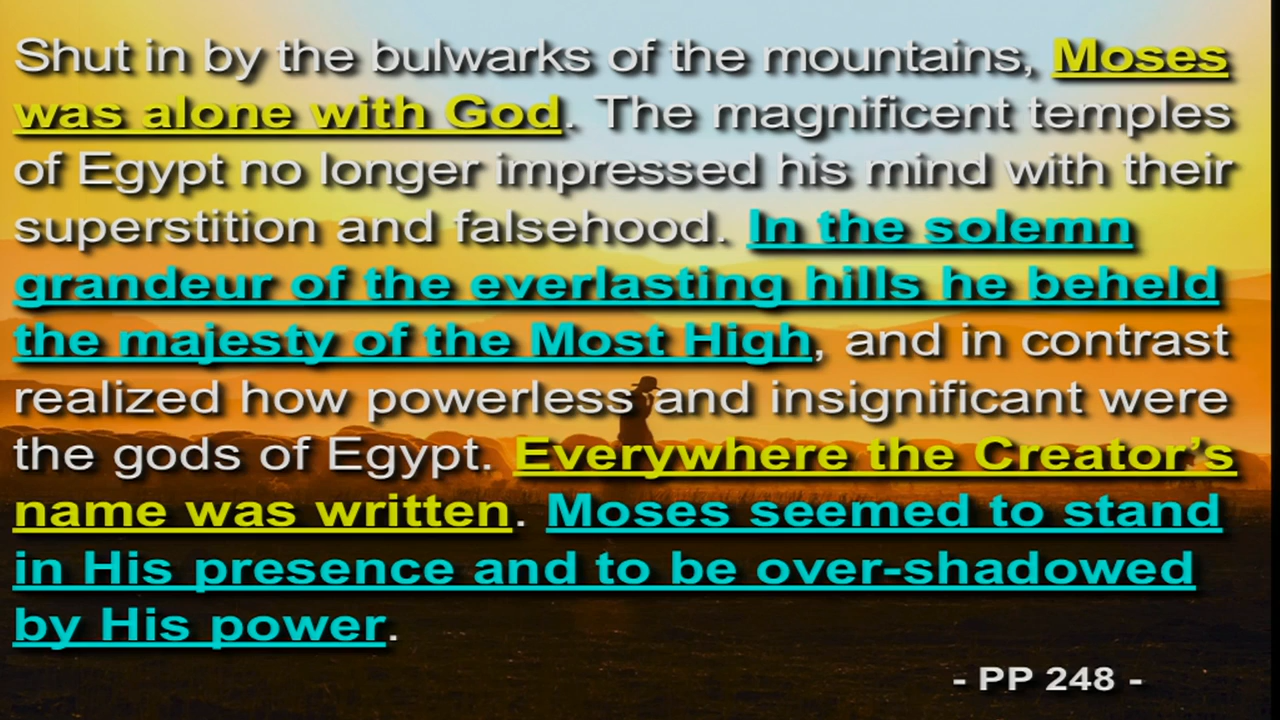 Shut in by the bulwarks of the mountains, Moses
was alone with God. The magnificent temples
of Egypt no longer impressed his mind with their
superstition and falsehood. In the solemn
grandeur of the everlasting hills he beheld
the majesty of the Most High, and in contrast
realized how powerless and insignificant were
the gods of Egypt. Everywhere the Creator’s
name was written. Moses seemed to stand
in His presence and to be over-shadowed
by His power.
- PP 248 -